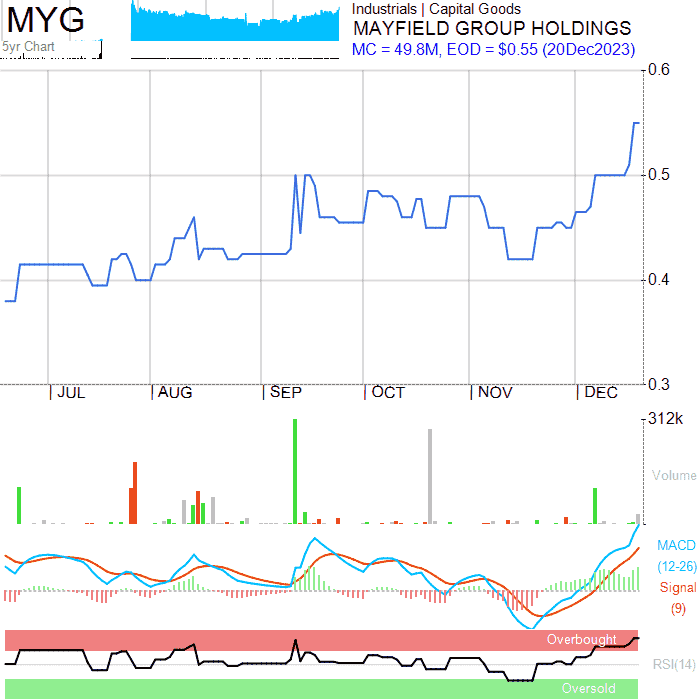 MYG
5yr Chart
Industrials | Capital Goods
MAYFIELD GROUP HOLDINGS
MC = 49.8M, EOD = $0.55 (20Dec2023)
0.6
0.5
0.4
0.3
JUL AUG SEP OCT NOV DEC
312k
Volume
MACD
(12-26)
Signal
(9)
Overbought
RSI(14)
Oversold